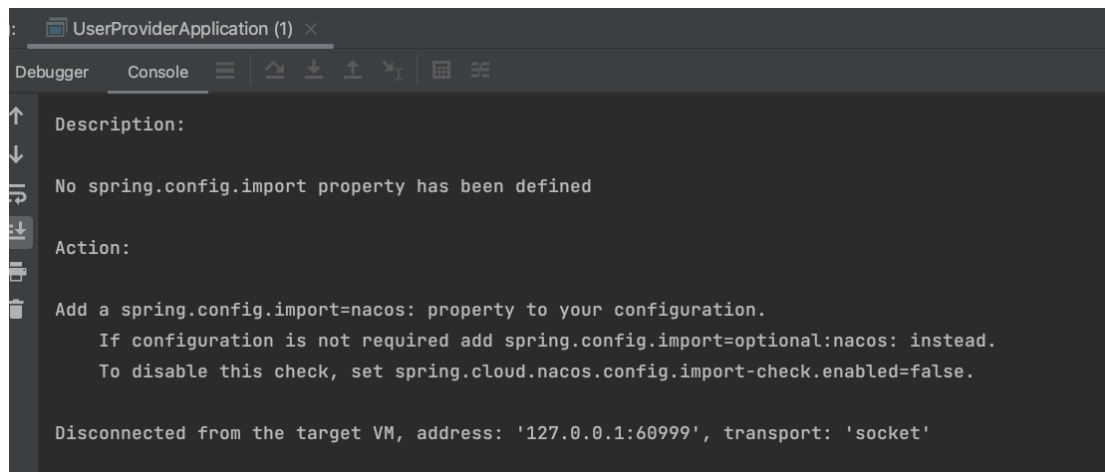 : UserProviderApplication (1)
Debugger Console
Description:
No spring.config.import property has been defined
Action:
Add a spring.config.import=nacos: property to your configuration.
If configuration is not required add spring.config.import=optional:nacos: instead.
To disable this check, set spring.cloud.nacos.config.import-check.enabled=false.
Disconnected from the target VM, address: '127.0.0.1:60999', transport: 'socket'